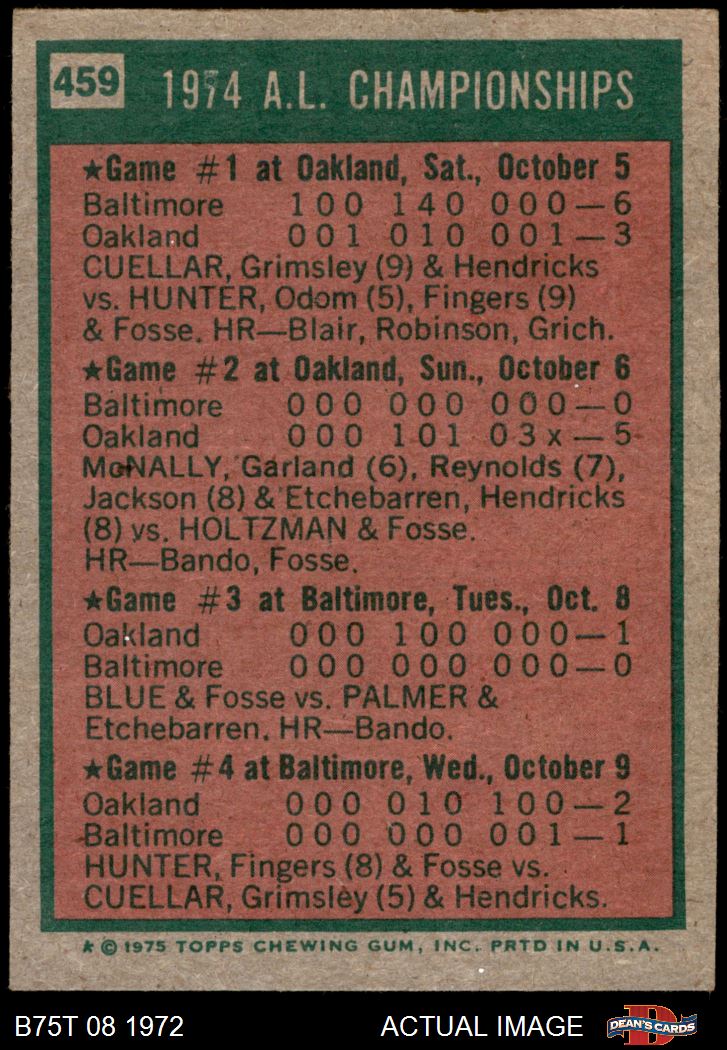 459 1974 A.L. CHAMPIONSHIPS
★Game #1 at Oakland, Sat., October 5
Baltimore 100 140 000—6
Oakland 001 010 001—3
CUELLAR, Grimsley (9) & Hendricks
vs. HUNTER, Odom (5), Fingers (9)
& Fosse. HR—Blair, Robinson, Grich.
★Game #2 at Oakland, Sun., October 6
Baltimore 000 000 000—0
Oakland 000 101 03x—5
McNALLY, Garland (6), Reynolds (7),
Jackson (8) & Etchebarren, Hendricks
(8) vs. HOLTZMAN & Fosse.
HR—Bando, Fosse.
★Game #3 at Baltimore, Tues., Oct. 8
Oakland 000 100 000—1
Baltimore 000 000 000—0
BLUE & Fosse vs. PALMER &
Etchebarren. HR—Bando.
★Game #4 at Baltimore, Wed., October 9
Oakland 000 010 100—2
Baltimore 000 000 001—1
HUNTER, Fingers (8) & Fosse vs.
CUELLAR, Grimsley (5) & Hendricks.
★ © 1975 TOPPS CHEWING GUM, INC. PRTD IN U.S.A.
B75T 08 1972 ACTUAL IMAGE D DEAN'S CARDS